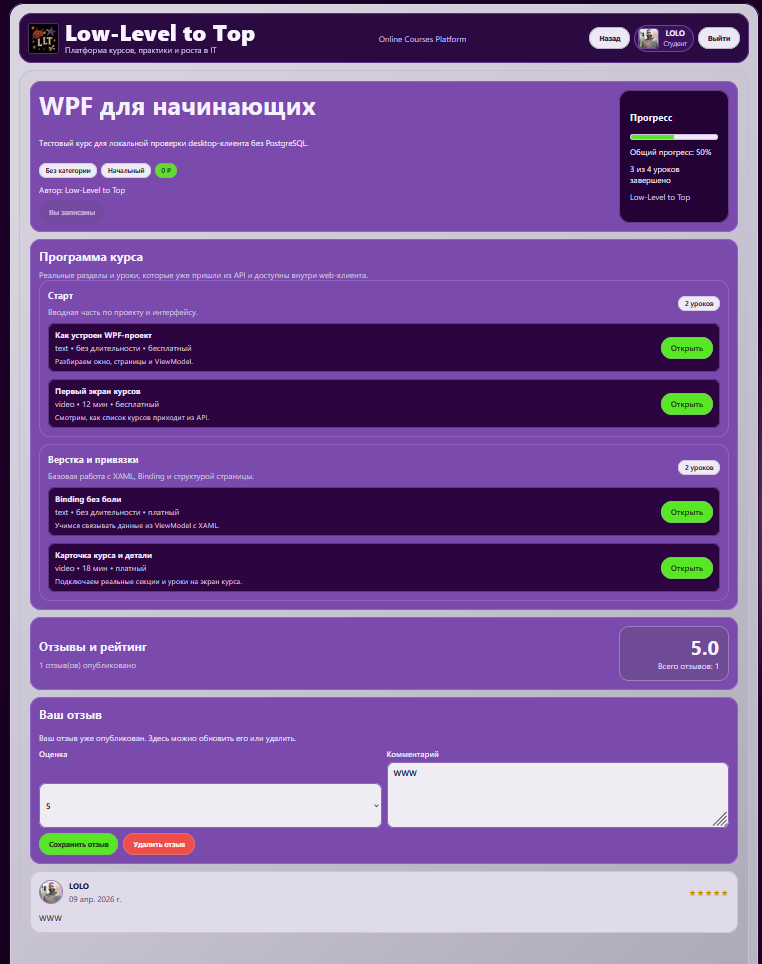 LLT
Low-Level to Top
Платформа курсов, практики и роста в IT
Online Courses Platform
Назад
LOLO
Студент
Выйти
WPF для начинающих
Тестовый курс для локальной проверки desktop-клиента без PostgreSQL.
Без категории
Начальный
0 ₽
Автор: Low-Level to Top
Вы записаны
Прогресс
Общий прогресс: 50%
3 из 4 уроков
завершено
Low-Level to Top
Программа курса
Реальные разделы и уроки, которые уже пришли из API и доступны внутри web-клиента.
Старт
Вводная часть по проекту и интерфейсу.
2 уроков
Как устроен WPF-проект
text • без длительности • бесплатный
Разбираем окно, страницы и ViewModel.
Открыть
Первый экран курсов
video • 12 мин • бесплатный
Смотрим, как список курсов приходит из API.
Открыть
Верстка и привязки
Базовая работа с XAML, Binding и структурой страницы.
2 уроков
Binding без боли
text • без длительности • платный
Учимся связывать данные из ViewModel с XAML.
Открыть
Карточка курса и детали
video • 18 мин • платный
Подключаем реальные секции и уроки на экран курса.
Открыть
Отзывы и рейтинг
1 отзыв(ов) опубликовано
5.0
Всего отзывов: 1
Ваш отзыв
Ваш отзыв уже опубликован. Здесь можно обновить его или удалить.
Оценка
Комментарий
5
WWW
Сохранить отзыв
Удалить отзыв
LOLO
09 апр. 2026 г.
★★★★★
WWW